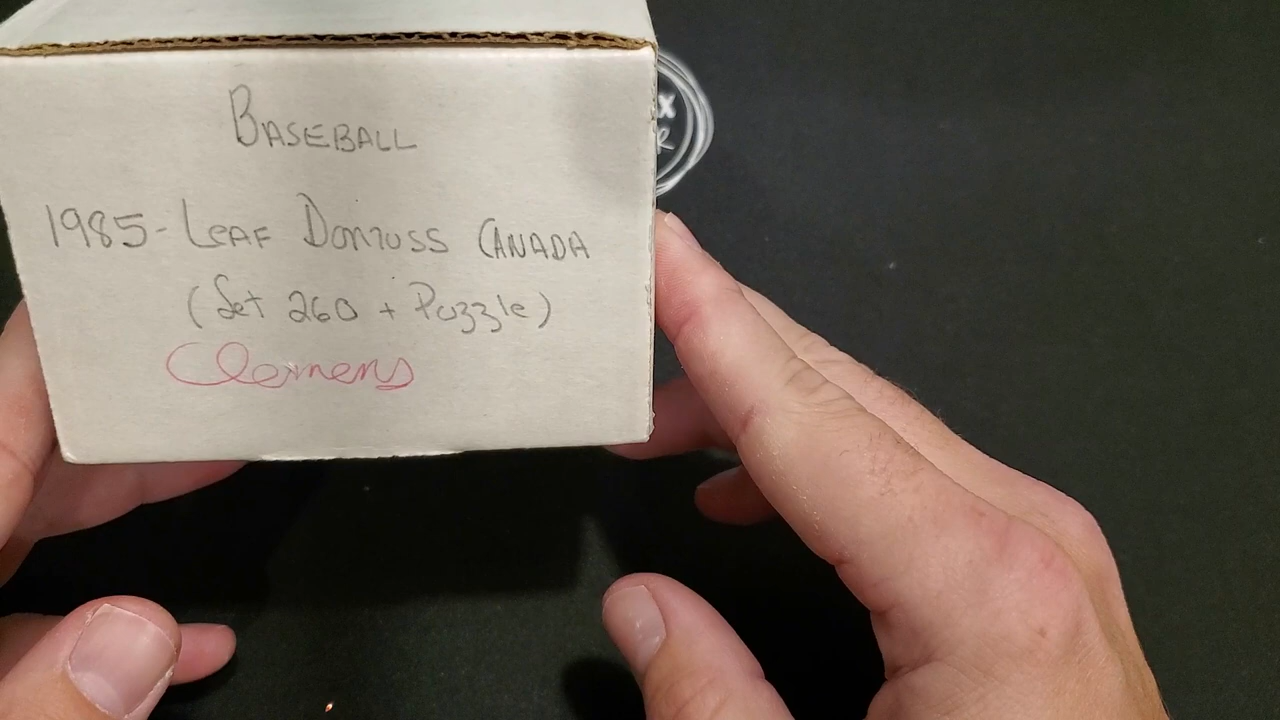 BASEBALL
1985- LEAF DONRUSS CANADA
(Set 260 + Puzzle)
Clemens
X
R